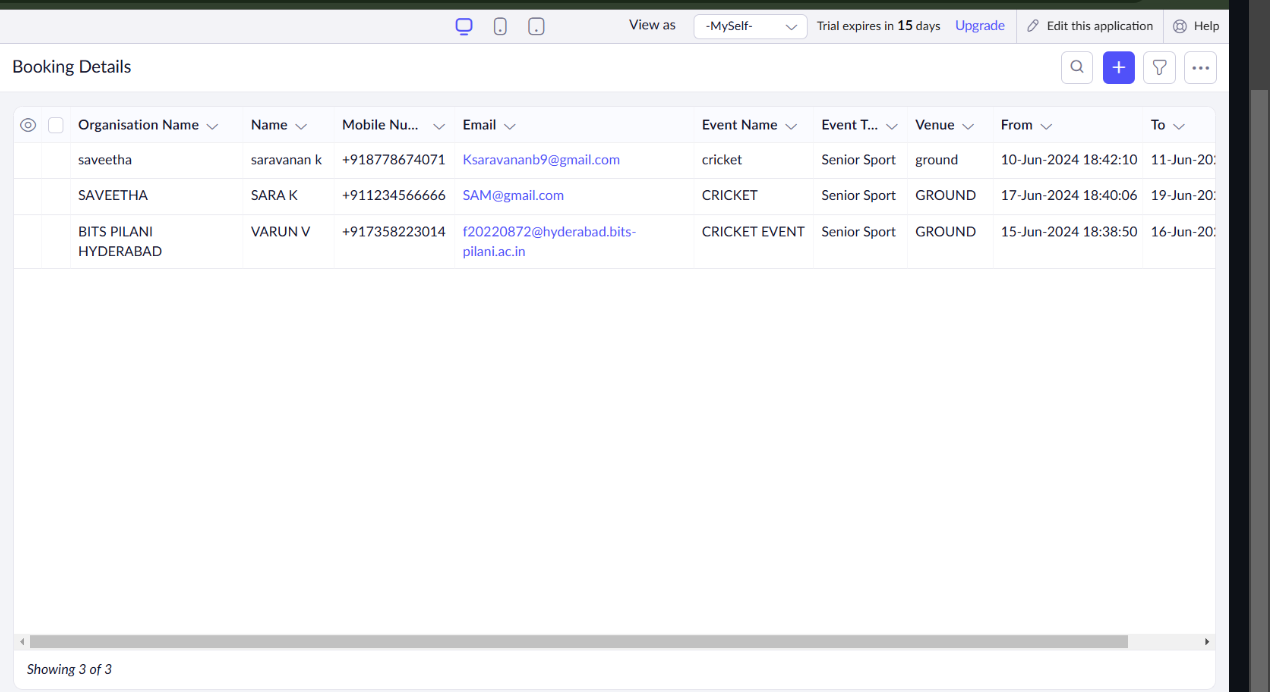 View as -MySelf- Trial expires in 15 days Upgrade Edit this application Help
Booking Details
Organisation Name Name Mobile Nu... Email Event Name Event T... Venue From To
saveetha saravanan k +918778674071 Ksaravananb9@gmail.com cricket Senior Sport ground 10-Jun-2024 18:42:10 11-Jun-20
SAVEETHA SARA K +911234566666 SAM@gmail.com CRICKET Senior Sport GROUND 17-Jun-2024 18:40:06 19-Jun-20
BITS PILANI VARUN V +917358223014 f20220872@hyderabad.bits- CRICKET EVENT Senior Sport GROUND 15-Jun-2024 18:38:50 16-Jun-20
HYDERABAD pilani.ac.in
Showing 3 of 3